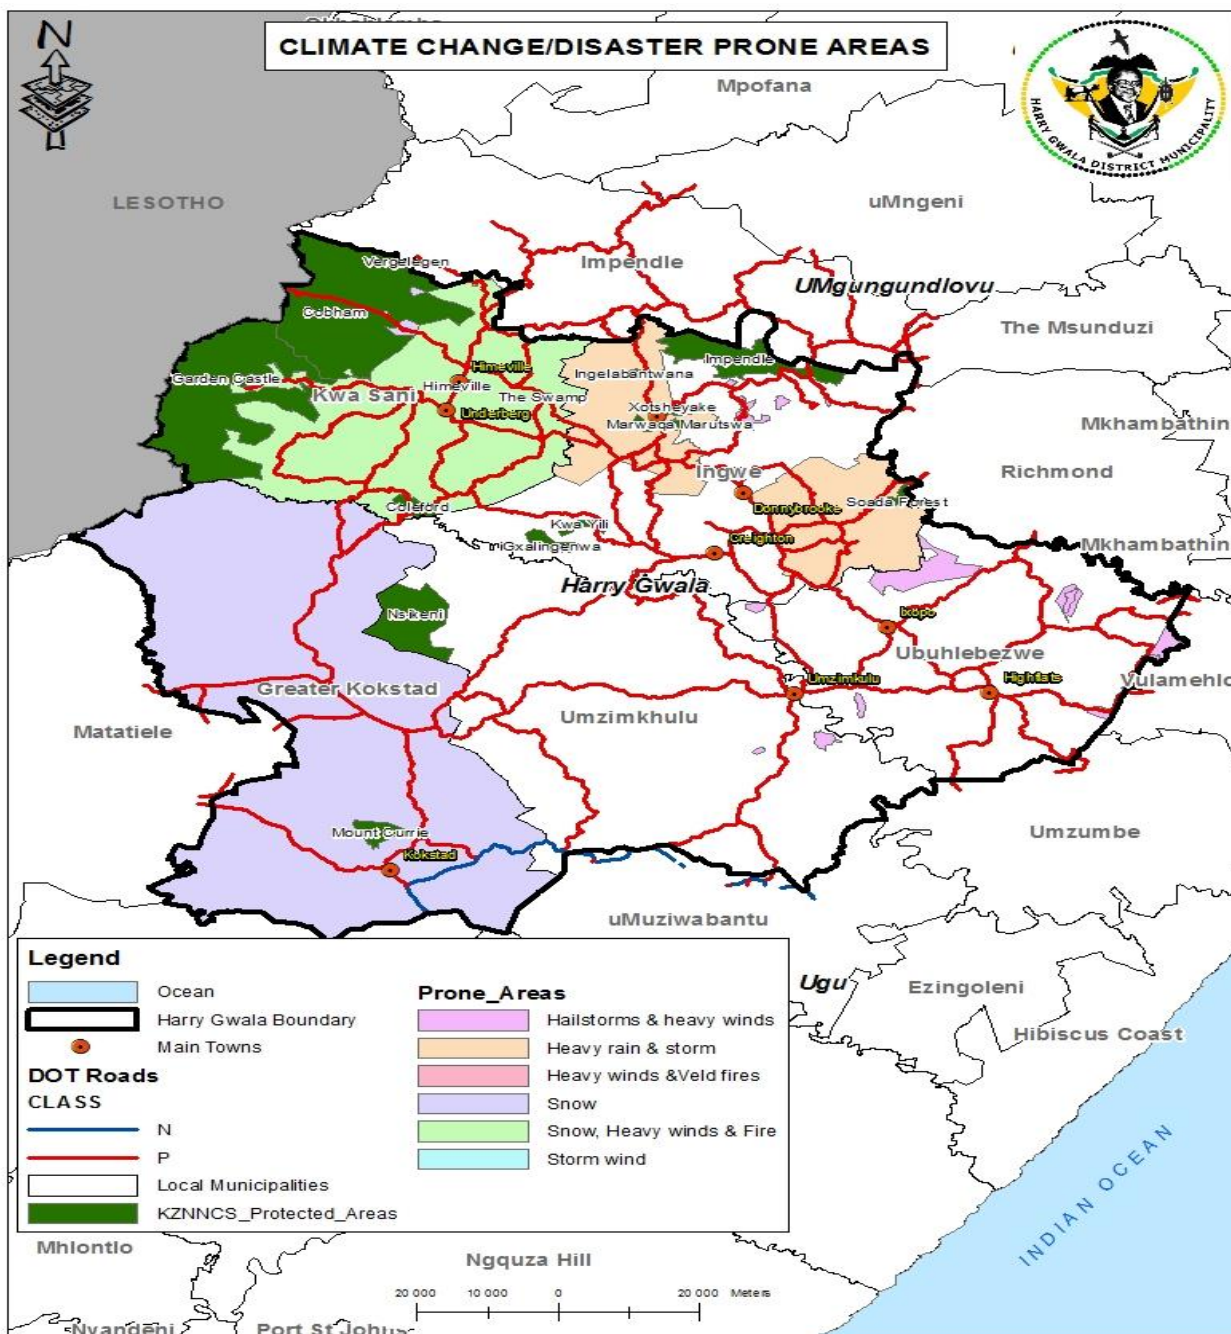 N
CLIMATE CHANGE/DISASTER PRONE AREAS
HARRY GWALA DISTRICT MUNICIPALITY
Mpofana
LESOTHO
uMngeni
Vergelegen
Impendle
UMgungundlovu
Cobham
The Msunduzi
Garden Castle
Himeville
Himeville
Kwa Sani
The Swamp
Underberg
Ingelabantwana
Impendle
Xotsheyake
Marwaqa Marutswa
Mkhambathin
Ingwe
Richmond
Coleford
Donnybrooke
Soada Forest
Kwa Yili
Gxalingenwa
Creighton
Mkhambathin
Harry Gwala
Nsikeni
Ixopo
Ubuhlebezwe
Greater Kokstad
Umzimkulu
Highflats
Vulamehlo
Matatiele
Umzimkhulu
Mount Currie
Kokstad
Umzumbe
uMuziwabantu
Ugu
Ezingoleni
Hibiscus Coast
INDIAN OCEAN
Legend
Ocean
Harry Gwala Boundary
Main Towns
DOT Roads
CLASS
N
P
Local Municipalities
KZNNCS_Protected_Areas
Prone_Areas
Hailstorms & heavy winds
Heavy rain & storm
Heavy winds &Veld fires
Snow
Snow, Heavy winds & Fire
Storm wind
Mhlontlo
Ngquza Hill
20 000 10 000 0 20 000 Meters
Nyandeni
Port St Johns